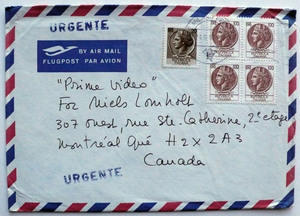 URGENTE
BY AIR MAIL
FLUGPOST PAR AVION
"Prime Video"
For Niels Lomholt
307 ouest, rue Ste-Catherine, 2e étage
Montréal Qué H2X 2A3
Canada
URGENTE